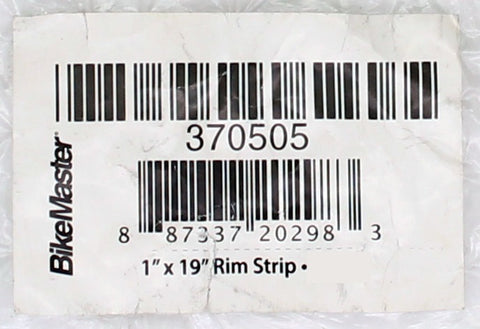 370505
BikeMaster®
8 87337 20298 3
1” x 19” Rim Strip •